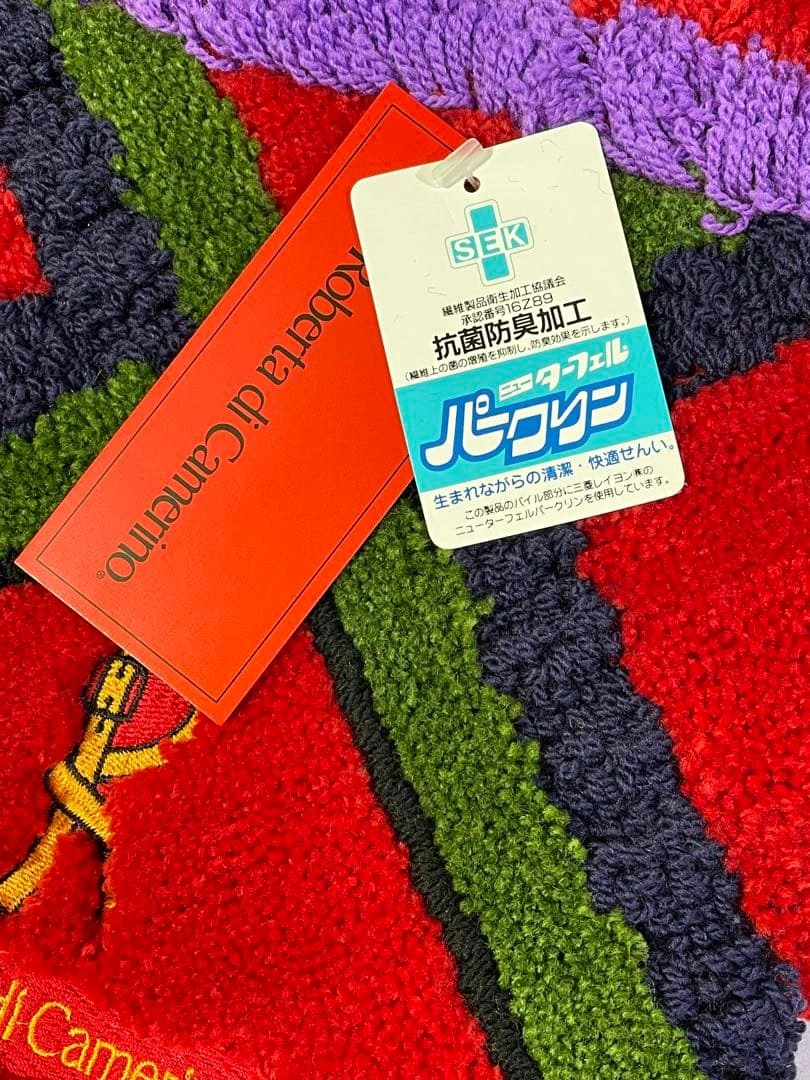 Roberta di Camerino®
SEK
繊維製品衛生加工協議会
承認番号16Z89
抗菌防臭加工
(繊維上の菌の増殖を抑制し、防臭効果を示します。)
ニューターフェル
パークリン
生まれながらの清潔・快適せんい。
この製品のパイル部分に三菱レイヨン㈱の
ニューターフェルパークリンを使用しています。
di Cameri